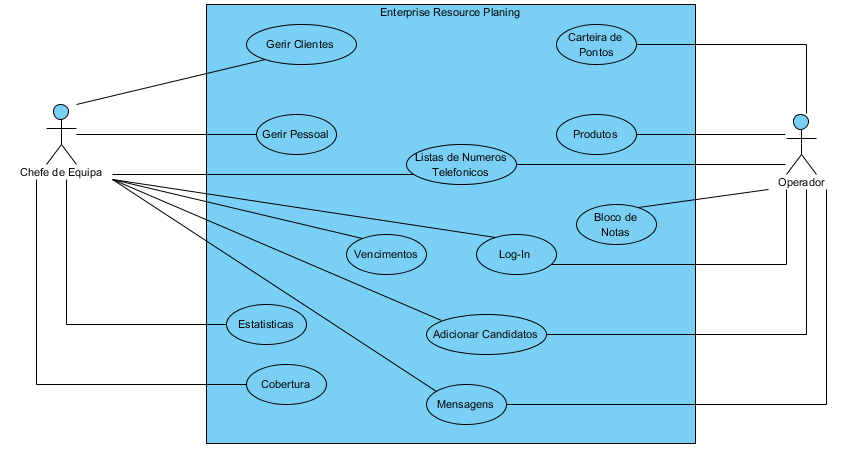 Enterprise Resource Planing
Gerir Clientes
Carteira de
Pontos
Gerir Pessoal
Produtos
Listas de Numeros
Telefonicos
Chefe de Equipa
Operador
Bloco de
Notas
Vencimentos
Log-In
Estatisticas
Adicionar Candidatos
Cobertura
Mensagens